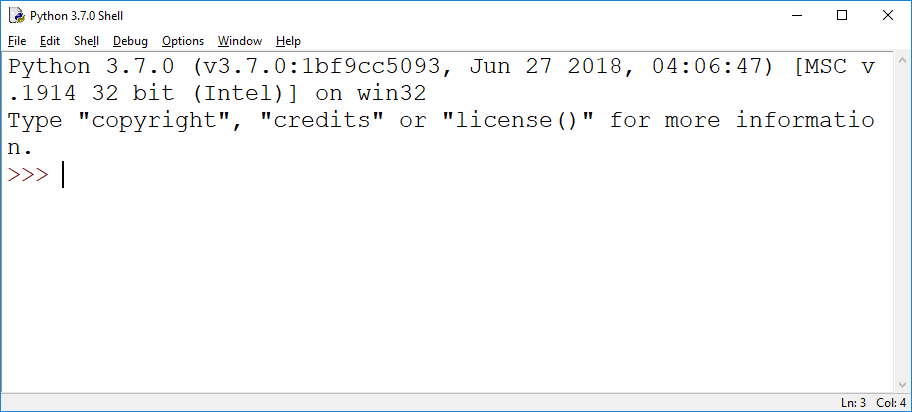 Python 3.7.0 Shell
File Edit Shell Debug Options Window Help
Python 3.7.0 (v3.7.0:1bf9cc5093, Jun 27 2018, 04:06:47) [MSC v
.1914 32 bit (Intel)] on win32
Type "copyright", "credits" or "license()" for more informatio
n.
>>>
Ln: 3 Col: 4